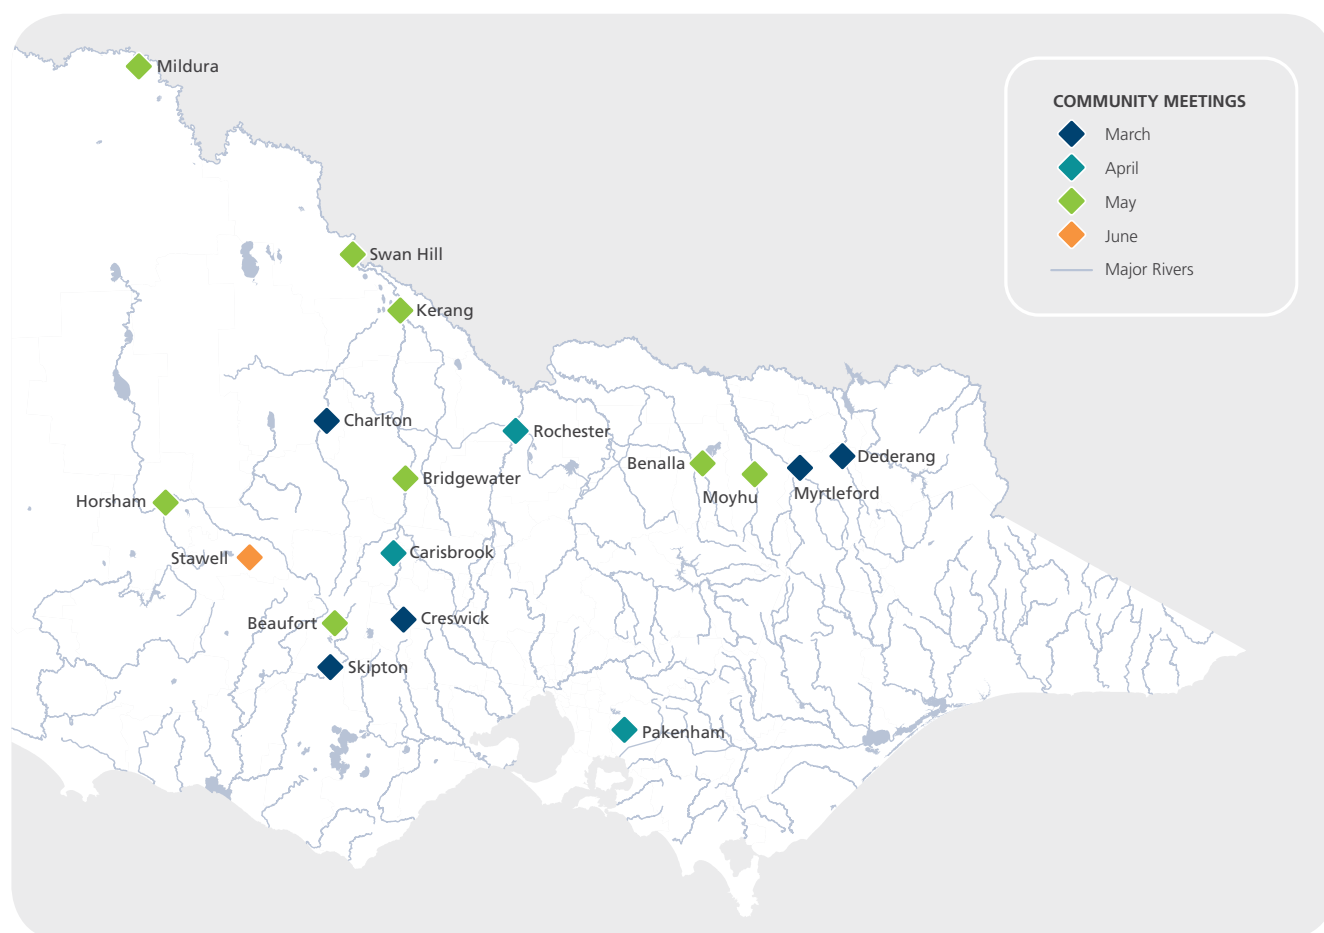 Mildura
COMMUNITY MEETINGS
March
April
May
June
Major Rivers
Swan Hill
Kerang
Charlton
Rochester
Benalla
Dederang
Bridgewater
Moyhu
Myrtleford
Horsham
Stawell
Carisbrook
Beaufort
Creswick
Skipton
Pakenham